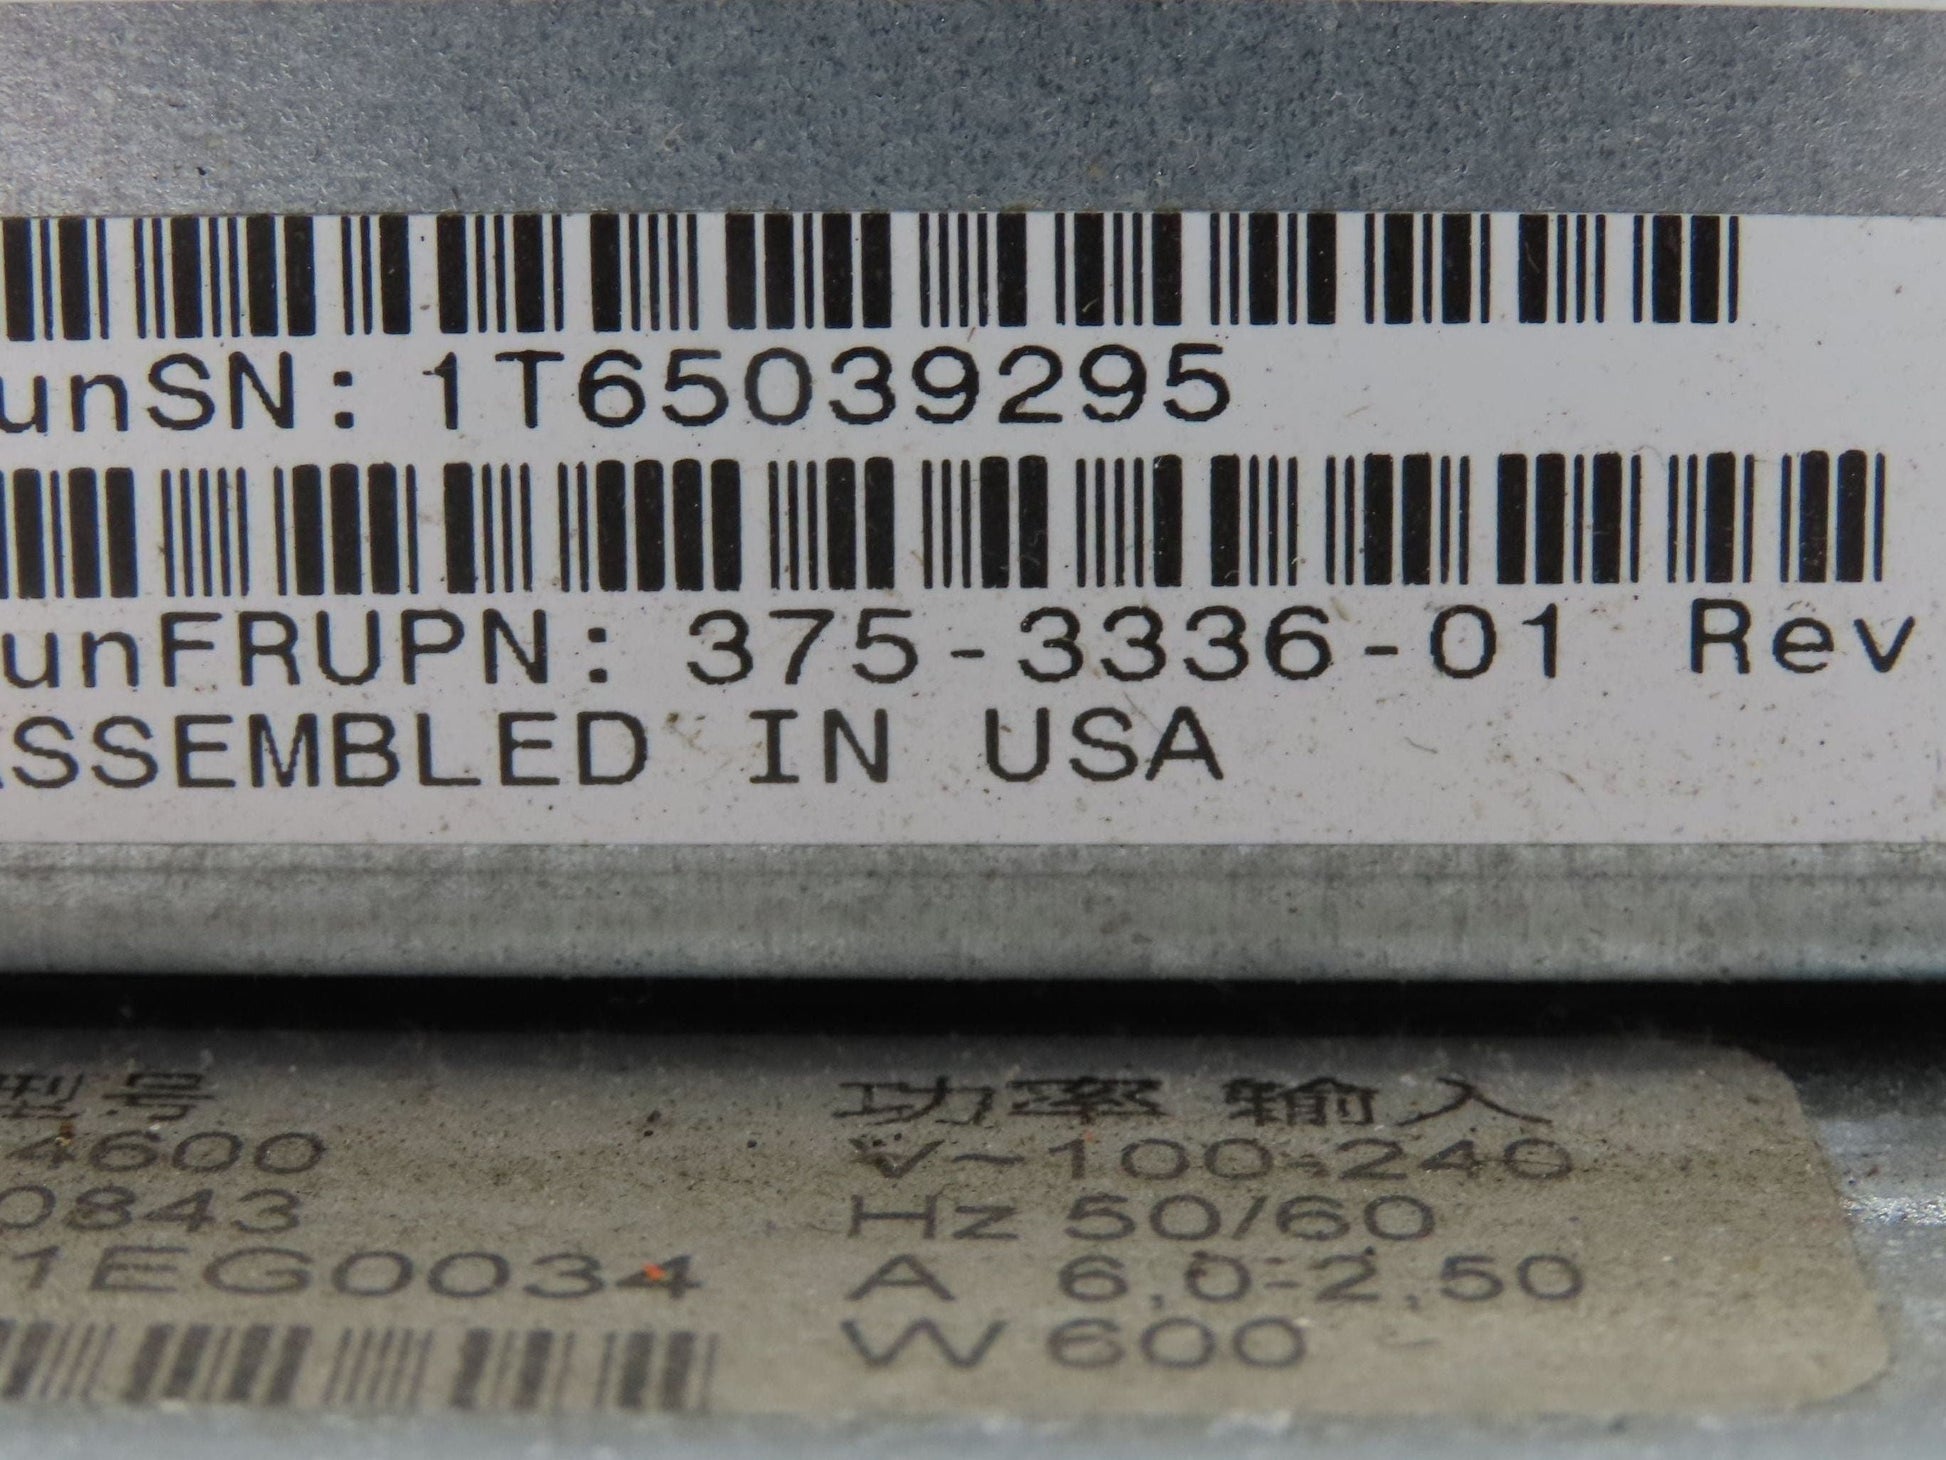 unSN: 1T65039295
unFRUPN: 375-3336-01 Rev
ASSEMBLED IN USA
型号 功率输入
4600 V~100-240
0843 Hz 50/60
1EG0034 A 6.0-2.50
W 600